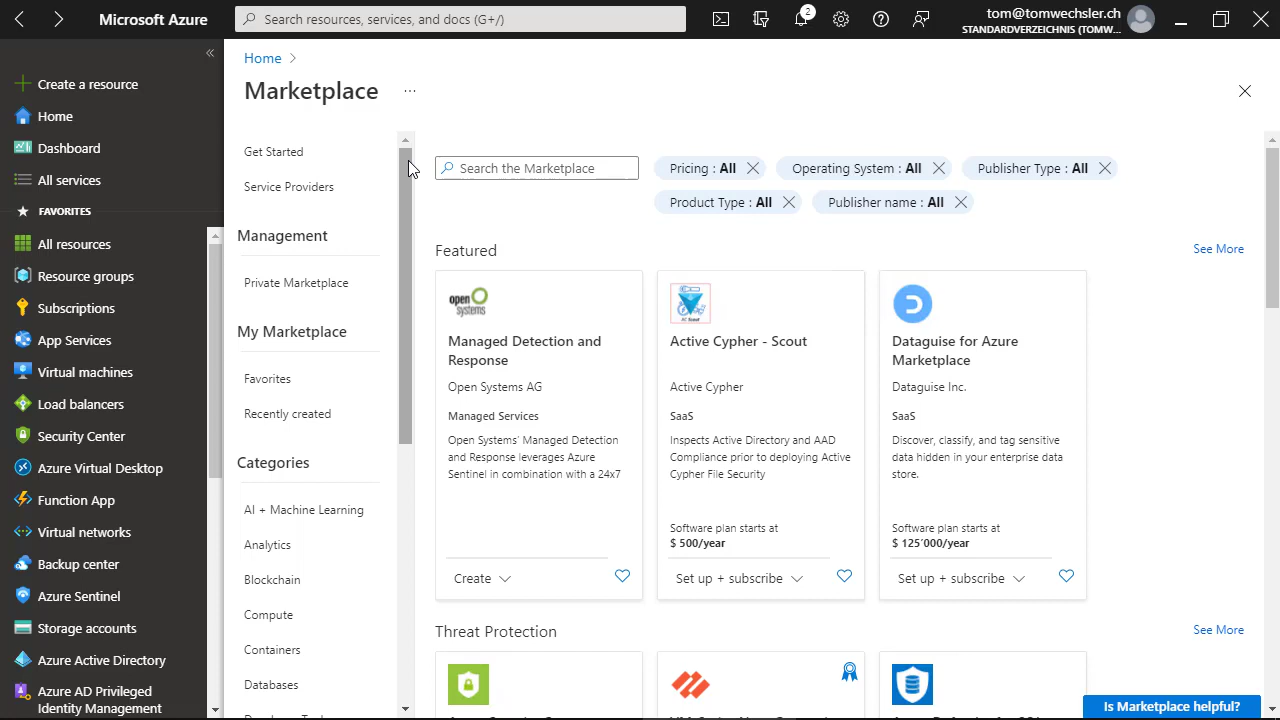 Microsoft Azure
Search resources, services, and docs (G+/)
2
tom@tomwechsler.ch
STANDARDVERZEICHNIS (TOMW...
Create a resource
Home
Dashboard
All services
FAVORITES
All resources
Resource groups
Subscriptions
App Services
Virtual machines
Load balancers
Security Center
Azure Virtual Desktop
Function App
Virtual networks
Backup center
Azure Sentinel
Storage accounts
Azure Active Directory
Azure AD Privileged
Identity Management
Home
Marketplace
Get Started
Service Providers
Management
Private Marketplace
My Marketplace
Favorites
Recently created
Categories
AI + Machine Learning
Analytics
Blockchain
Compute
Containers
Databases
Search the Marketplace
Pricing : All
Operating System : All
Publisher Type : All
Product Type : All
Publisher name : All
Featured
See More
open
systems
Managed Detection and
Response
Open Systems AG
Managed Services
Open Systems' Managed Detection
and Response leverages Azure
Sentinel in combination with a 24x7
Create
Active Cypher - Scout
Active Cypher
SaaS
Inspects Active Directory and AAD
Compliance prior to deploying Active
Cypher File Security
Software plan starts at
$ 500/year
Set up + subscribe
Dataguise for Azure
Marketplace
Dataguise Inc.
SaaS
Discover, classify, and tag sensitive
data hidden in your enterprise data
store.
Software plan starts at
$ 125'000/year
Set up + subscribe
Threat Protection
See More
Is Marketplace helpful?